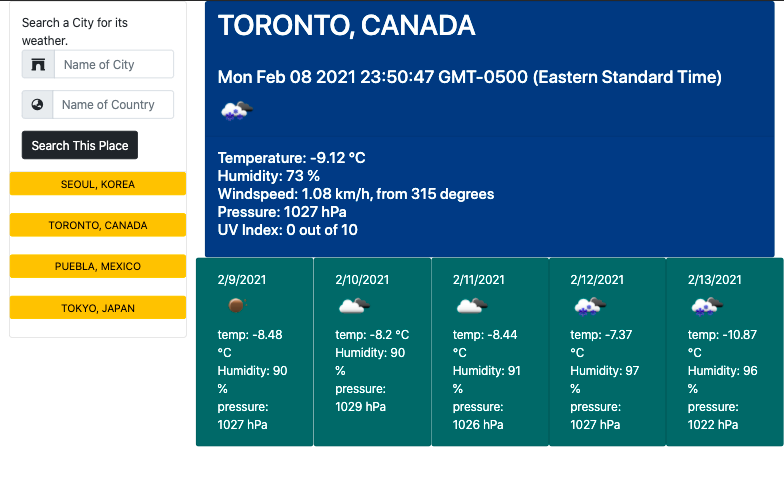 Search a City for its
weather.
Name of City
Name of Country
Search This Place
SEOUL, KOREA
TORONTO, CANADA
PUEBLA, MEXICO
TOKYO, JAPAN
TORONTO, CANADA
Mon Feb 08 2021 23:50:47 GMT-0500 (Eastern Standard Time)
Temperature: -9.12 °C
Humidity: 73 %
Windspeed: 1.08 km/h, from 315 degrees
Pressure: 1027 hPa
UV Index: 0 out of 10
2/9/2021
temp: -8.48
°C
Humidity: 90
%
pressure:
1027 hPa
2/10/2021
temp: -8.2 °C
Humidity: 90
%
pressure:
1029 hPa
2/11/2021
temp: -8.44
°C
Humidity: 91
%
pressure:
1026 hPa
2/12/2021
temp: -7.37
°C
Humidity: 97
%
pressure:
1027 hPa
2/13/2021
temp: -10.87
°C
Humidity: 96
%
pressure:
1022 hPa